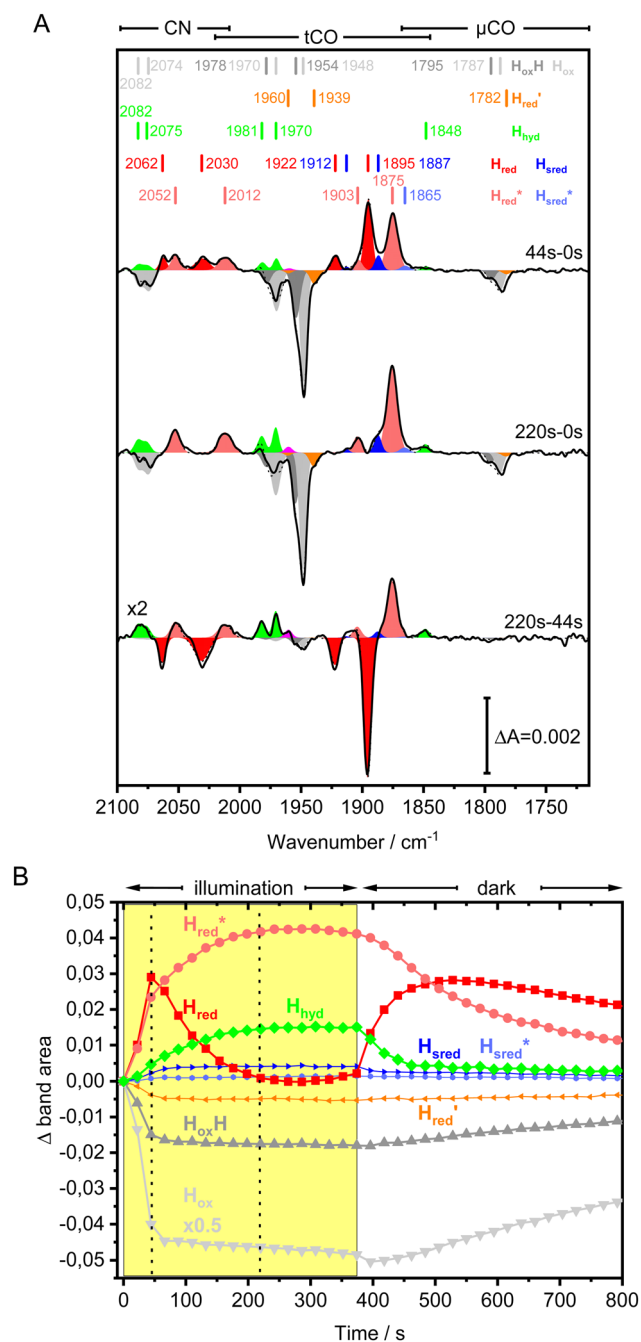 A
CN
tCO
µCO
2074 1978 1970 1954 1948 1795 1787 HoxH Hox
2082
1960 1939 1782 Hred'
2082
2075 1981 1970 1848 Hhyd
2062 2030 1922 1912 1895 1887 Hred Hsred
1875
2052 2012 1903 1865 Hred* Hsred*
44s-0s
220s-0s
x2
220s-44s
ΔA=0.002
2100 2050 2000 1950 1900 1850 1800 1750
Wavenumber / cm-1
B
illumination
dark
0,05
0,04
0,03
0,02
0,01
0,00
-0,01
-0,02
-0,03
-0,04
-0,05
Δ band area
Hred*
Hred
Hhyd
Hsred Hsred*
Hred'
HoxH
Hox
x0.5
0 100 200 300 400 500 600 700 800
Time / s